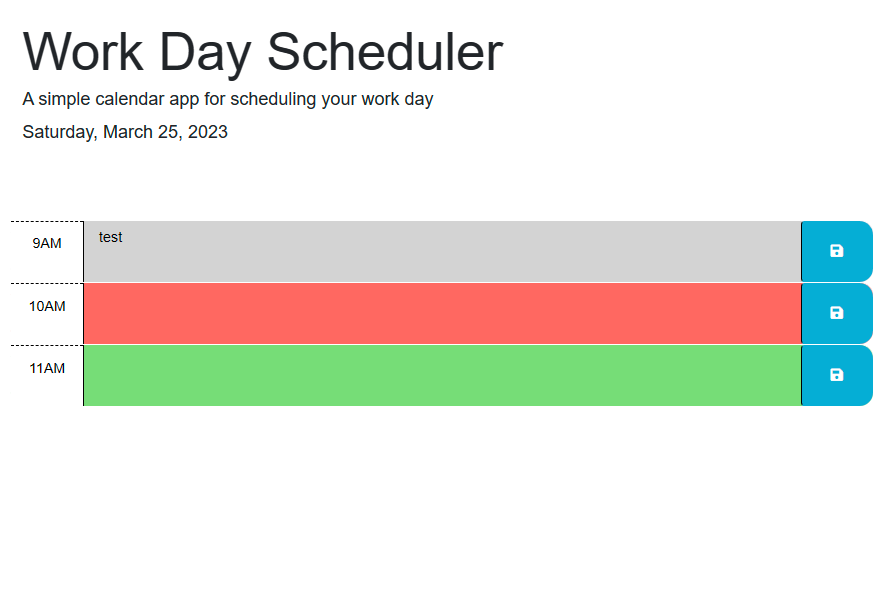 Work Day Scheduler
A simple calendar app for scheduling your work day
Saturday, March 25, 2023
9AM
test
10AM
11AM